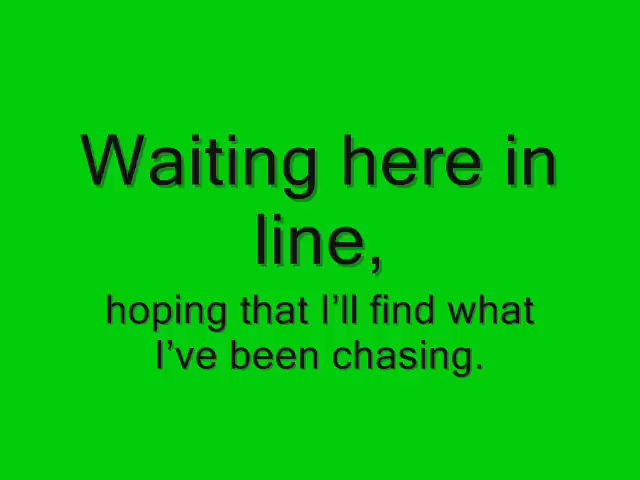 Waiting here in
line,
hoping that I’ll find what
I’ve been chasing.